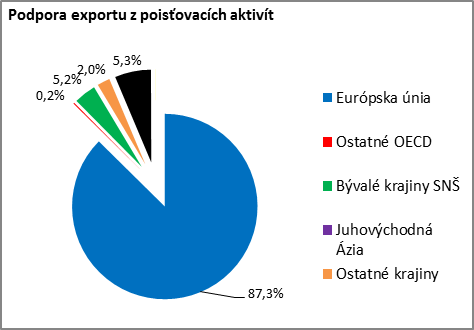 Podpora exportu z poisťovacích aktivít
5,3%
2,0%
5,2%
0,2%
87,3%
Európska únia
Ostatné OECD
Bývalé krajiny SNŠ
Juhovýchodná
Ázia
Ostatné krajiny